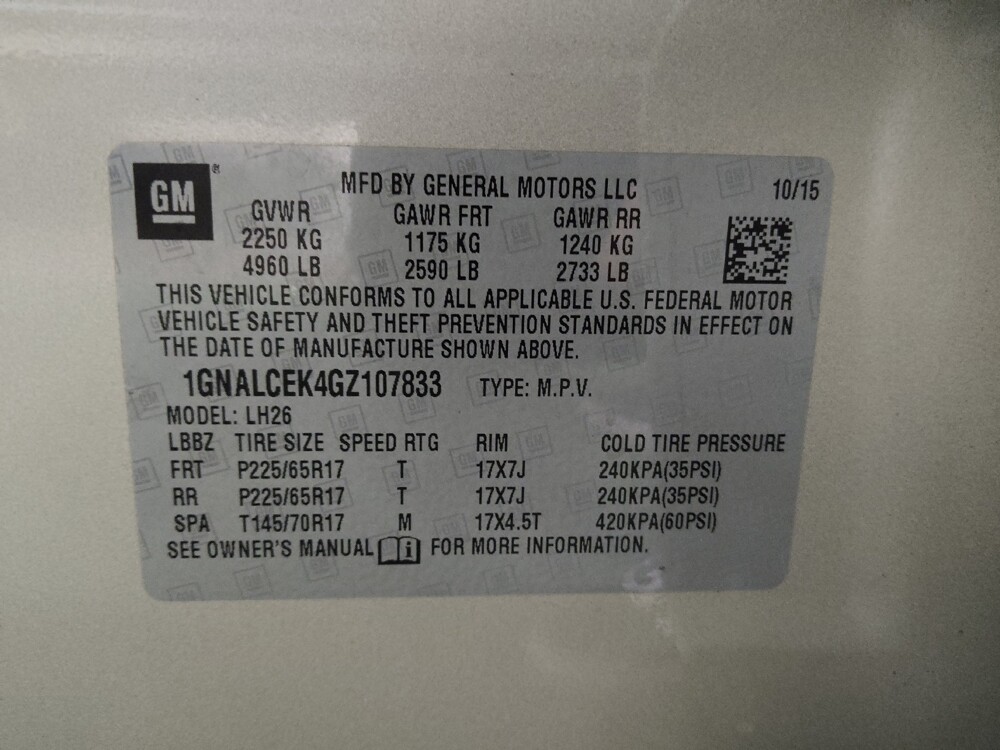 GM
MFD BY GENERAL MOTORS LLC 10/15
GVWR GAWR FRT GAWR RR
2250 KG 1175 KG 1240 KG
4960 LB 2590 LB 2733 LB
THIS VEHICLE CONFORMS TO ALL APPLICABLE U.S. FEDERAL MOTOR
VEHICLE SAFETY AND THEFT PREVENTION STANDARDS IN EFFECT ON
THE DATE OF MANUFACTURE SHOWN ABOVE.
1GNALCEK4GZ107833 TYPE: M.P.V.
MODEL: LH26
LBBZ TIRE SIZE SPEED RTG RIM COLD TIRE PRESSURE
FRT P225/65R17 T 17X7J 240KPA(35PSI)
RR P225/65R17 T 17X7J 240KPA(35PSI)
SPA T145/70R17 M 17X4.5T 420KPA(60PSI)
SEE OWNER'S MANUAL i FOR MORE INFORMATION.